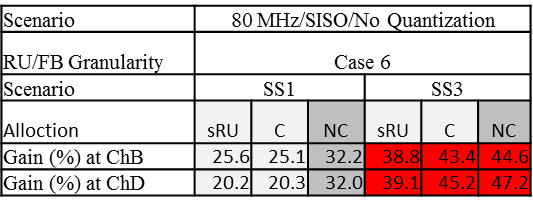 Scenario 80 MHz/SISO/No Quantization
RU/FB Granularity Case 6
Scenario SS1 SS3
Alloction sRU C NC sRU C NC
Gain (%) at ChB 25.6 25.1 32.2 38.8 43.4 44.6
Gain (%) at ChD 20.2 20.3 32.0 39.1 45.2 47.2